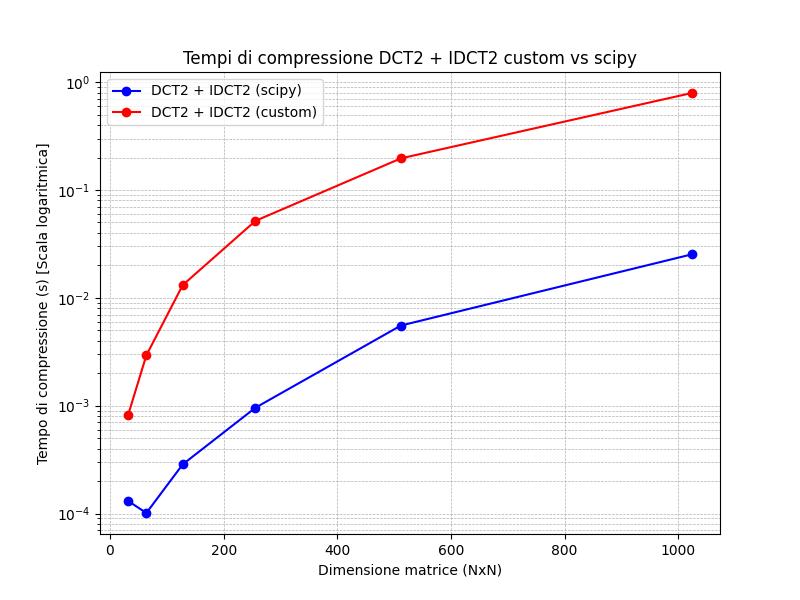 Tempi di compressione DCT2 + IDCT2 custom vs scipy
DCT2 + IDCT2 (scipy)
DCT2 + IDCT2 (custom)
Tempo di compressione (s) [Scala logaritmica]
10⁰
10⁻¹
10⁻²
10⁻³
10⁻⁴
0 200 400 600 800 1000
Dimensione matrice (NxN)